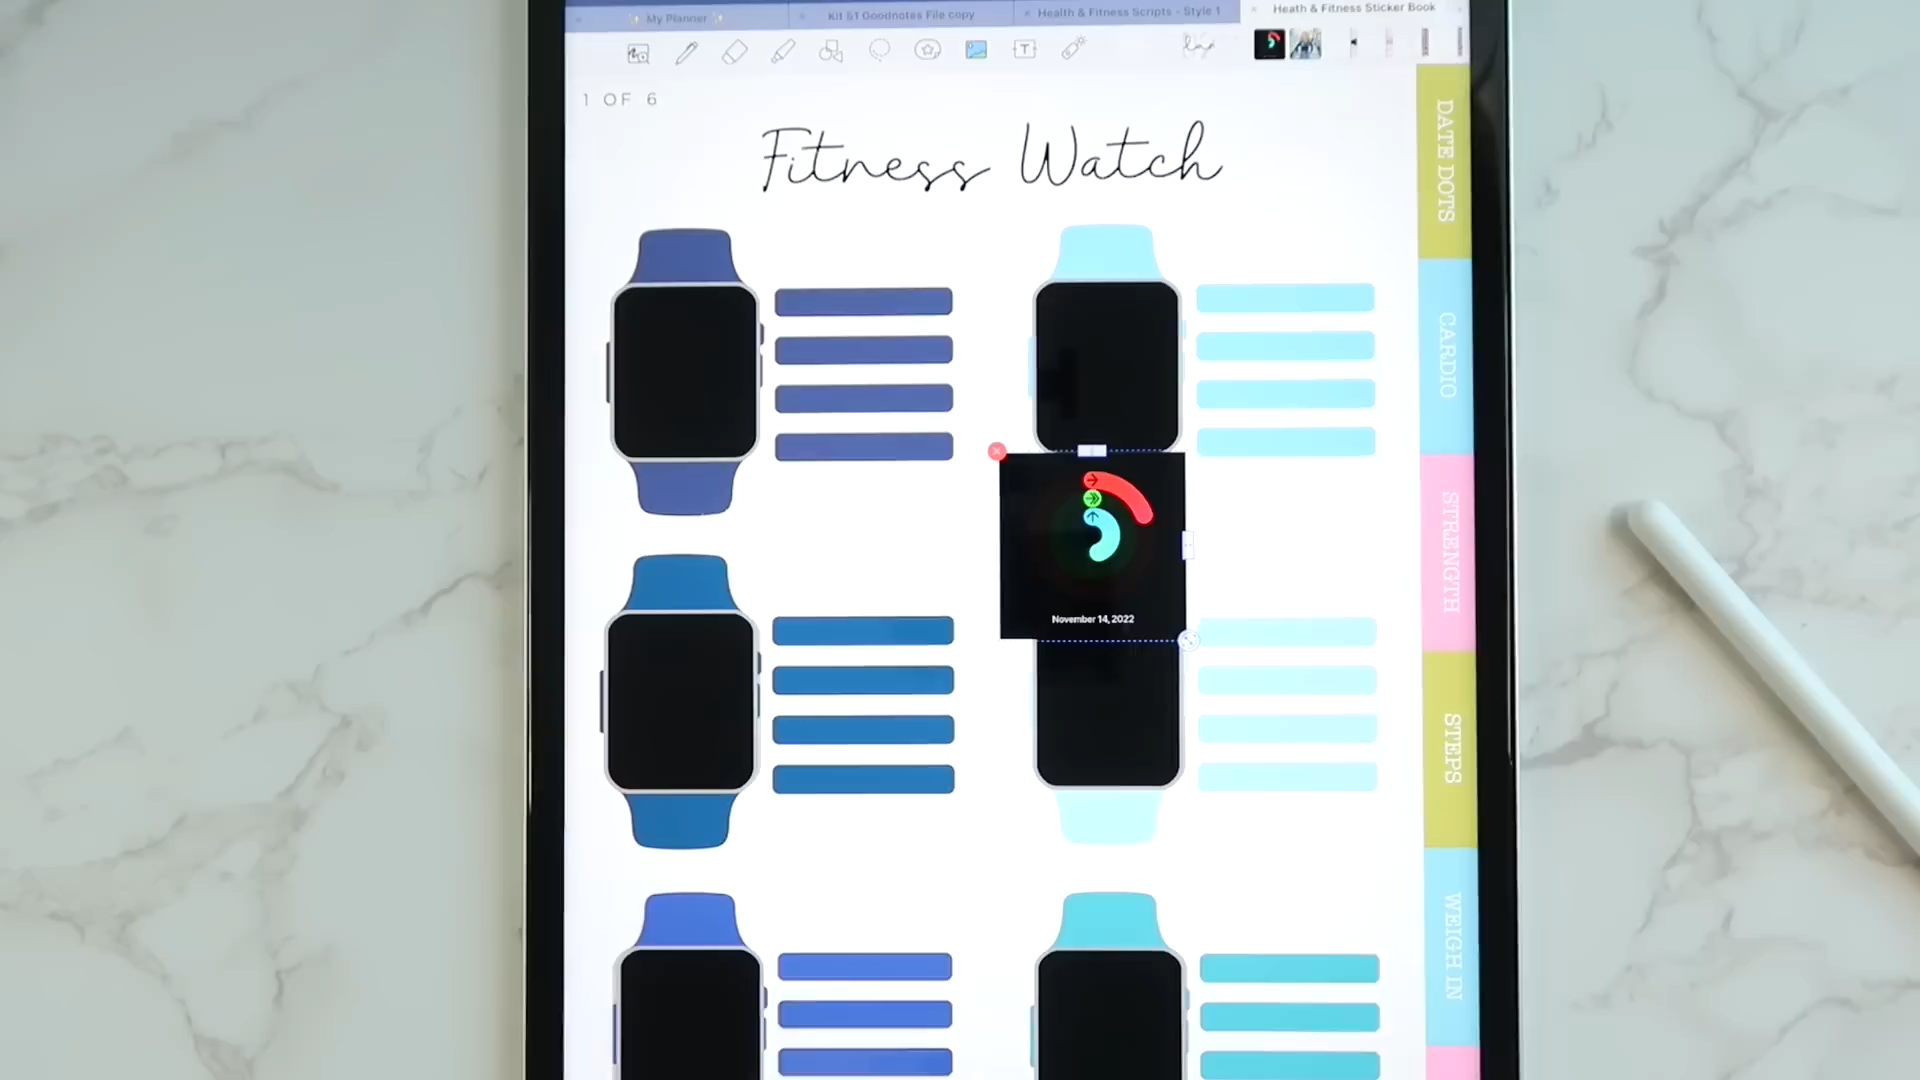 My Planner
Kit 51 Goodnotes File copy
Health & Fitness Scripts - Style 1
Heath & Fitness Sticker Book
1 OF 6
Fitness Watch
November 14, 2022
DATE DOTS
CARDIO
STRENGTH
STEPS
WEIGH IN